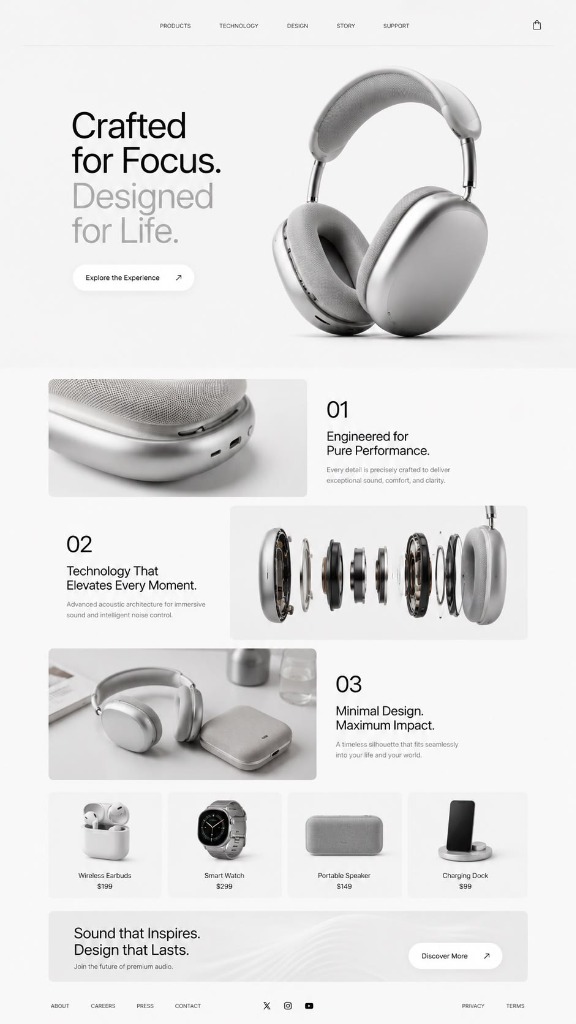 PRODUCTS TECHNOLOGY DESIGN STORY SUPPORT
Crafted
for Focus.
Designed
for Life.
Explore the Experience
01
Engineered for
Pure Performance.
Every detail is precisely crafted to deliver
exceptional sound, comfort, and clarity.
02
Technology That
Elevates Every Moment.
Advanced acoustic architecture for immersive
sound and intelligent noise control.
03
Minimal Design.
Maximum Impact.
A timeless silhouette that fits seamlessly
into your life and your world.
Wireless Earbuds
$199
Smart Watch
$299
Portable Speaker
$149
Charging Dock
$99
Sound that Inspires.
Design that Lasts.
Join the future of premium audio.
Discover More
ABOUT CAREERS PRESS CONTACT PRIVACY TERMS